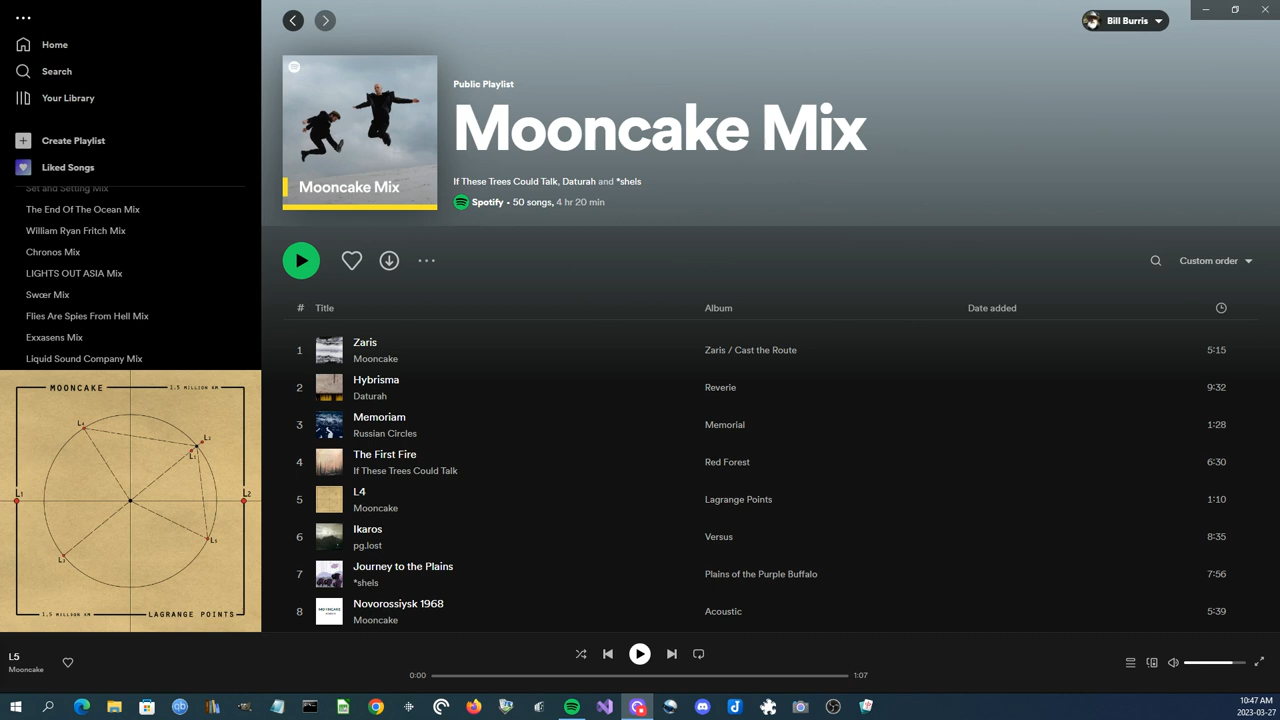 Home
Search
Your Library
Create Playlist
Liked Songs
Set and Setting Mix
The End Of The Ocean Mix
William Ryan Fritch Mix
Chronos Mix
LIGHTS OUT ASIA Mix
Swœr Mix
Flies Are Spies From Hell Mix
Exxasens Mix
Liquid Sound Company Mix
MOONCAKE
1.5 MILLION KM
L4
L2
L1
L1
L2
L5
L3
1.5 MILLION KM
LAGRANGE POINTS
Bill Burris
Mooncake Mix
Public Playlist
Mooncake Mix
If These Trees Could Talk, Daturah and *shels
Spotify • 50 songs, 4 hr 20 min
Custom order
# Title Album Date added
1 Zaris Zaris / Cast the Route 5:15
Mooncake
2 Hybrisma Reverie 9:32
Daturah
3 Memoriam Memorial 1:28
Russian Circles
4 The First Fire Red Forest 6:30
If These Trees Could Talk
5 L4 Lagrange Points 1:10
Mooncake
6 Ikaros Versus 8:35
pg.lost
7 Journey to the Plains Plains of the Purple Buffalo 7:56
*shels
8 Novorossiysk 1968 Acoustic 5:39
Mooncake
L5
Mooncake
0:00 1:07
10:47 AM
2023-03-27